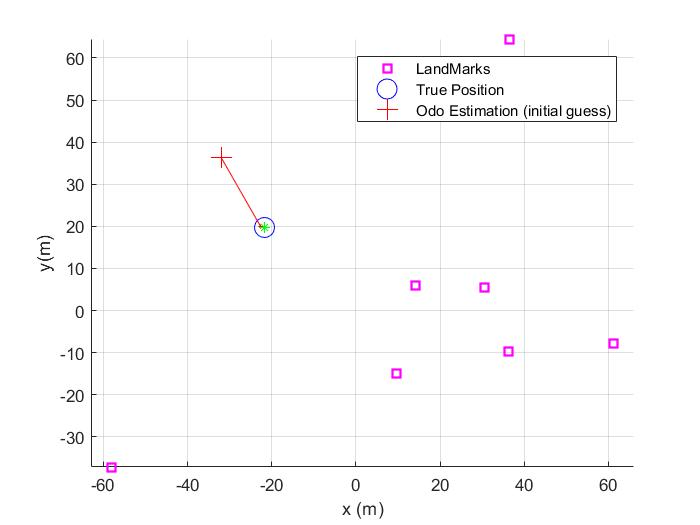 60
50
40
30
20
10
0
-10
-20
-30
y(m)
LandMarks
True Position
Odo Estimation (initial guess)
-60 -40 -20 0 20 40 60
x (m)